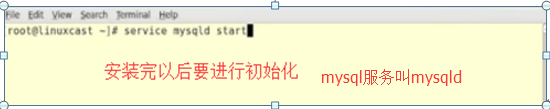 File Edit View Search Terminal Help
root@linuxcast ~]# service mysqld start
安装完以后要进行初始化
mysql服务叫mysqld